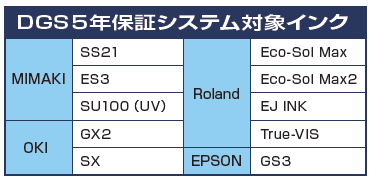 DGS5年保証システム対象インク
MIMAKI
SS21
ES3
SU100（UV）
OKI
GX2
SX
Roland
Eco-Sol Max
Eco-Sol Max2
EJ INK
True-VIS
EPSON
GS3